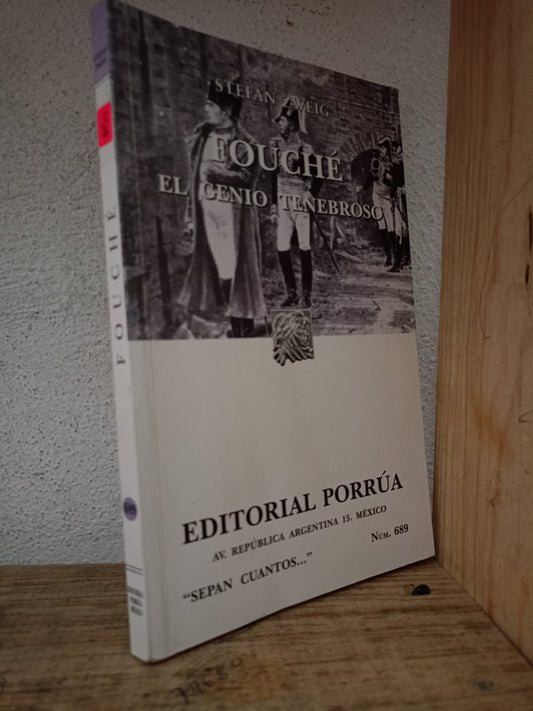 STEFAN ZWEIG
FOUCHÉ
EL GENIO TENEBROSO
EDITORIAL PORRÚA
AV. REPÚBLICA ARGENTINA 15. MÉXICO
"SEPAN CUANTOS..."
NÚM. 689
FOUCHÉ
689